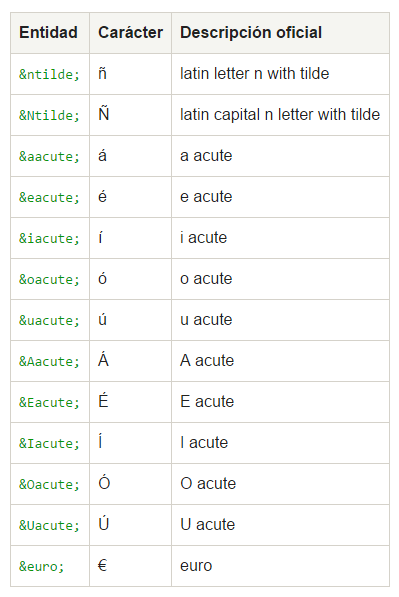 Entidad Carácter Descripción oficial
&ntilde; ñ latin letter n with tilde
&Ntilde; Ñ latin capital n letter with tilde
&aacute; á a acute
&eacute; é e acute
&iacute; í i acute
&oacute; ó o acute
&uacute; ú u acute
&Aacute; Á A acute
&Eacute; É E acute
&Iacute; Í I acute
&Oacute; Ó O acute
&Uacute; Ú U acute
&euro; € euro